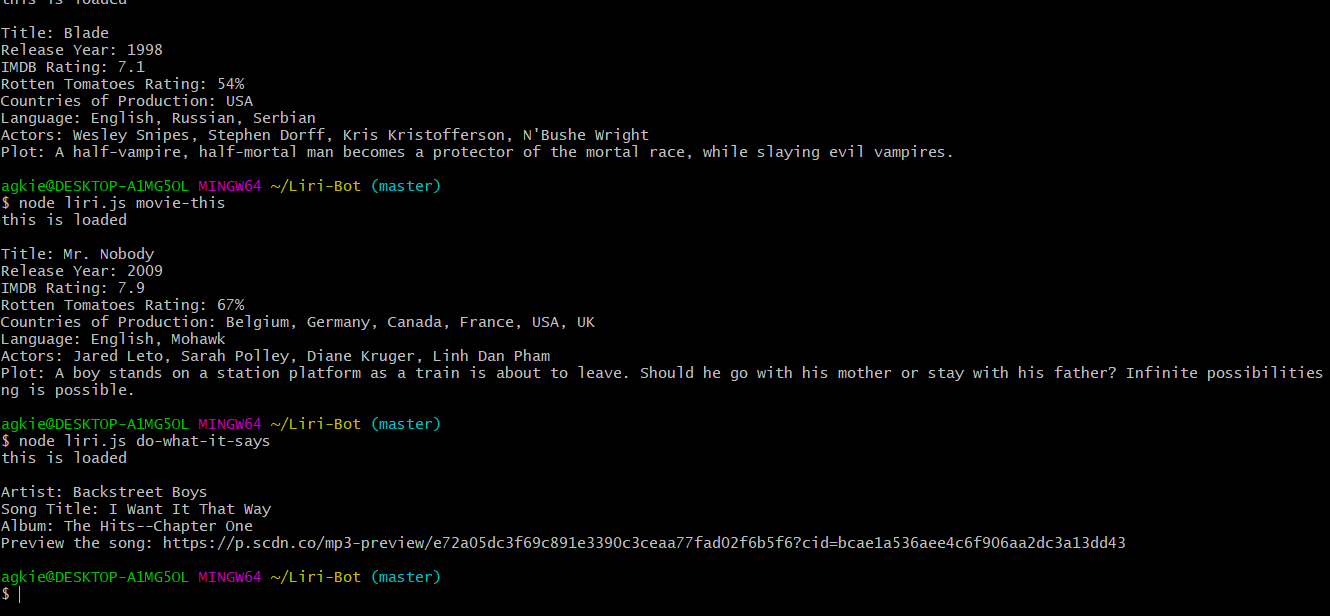 this is loaded
Title: Blade
Release Year: 1998
IMDB Rating: 7.1
Rotten Tomatoes Rating: 54%
Countries of Production: USA
Language: English, Russian, Serbian
Actors: Wesley Snipes, Stephen Dorff, Kris Kristofferson, N'Bushe Wright
Plot: A half-vampire, half-mortal man becomes a protector of the mortal race, while slaying evil vampires.
agkie@DESKTOP-A1MG5OL MINGW64 ~/Liri-Bot (master)
$ node liri.js movie-this
this is loaded
Title: Mr. Nobody
Release Year: 2009
IMDB Rating: 7.9
Rotten Tomatoes Rating: 67%
Countries of Production: Belgium, Germany, Canada, France, USA, UK
Language: English, Mohawk
Actors: Jared Leto, Sarah Polley, Diane Kruger, Linh Dan Pham
Plot: A boy stands on a station platform as a train is about to leave. Should he go with his mother or stay with his father? Infinite possibilities
ng is possible.
agkie@DESKTOP-A1MG5OL MINGW64 ~/Liri-Bot (master)
$ node liri.js do-what-it-says
this is loaded
Artist: Backstreet Boys
Song Title: I Want It That Way
Album: The Hits--Chapter One
Preview the song: https://p.scdn.co/mp3-preview/e72a05dc3f69c891e3390c3ceaa77fad02f6b5f6?cid=bcae1a536aee4c6f906aa2dc3a13dd43
agkie@DESKTOP-A1MG5OL MINGW64 ~/Liri-Bot (master)
$